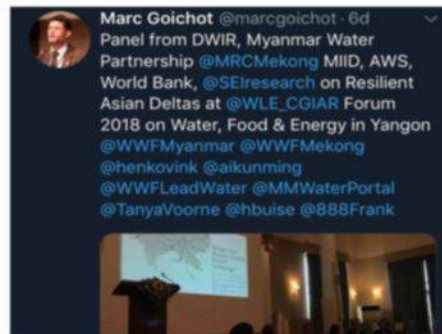 Marc Goichot @marcgoichot · 6d
Panel from DWIR, Myanmar Water
Partnership @MRCMekong MIID, AWS,
World Bank, @SEIresearch on Resilient
Asian Deltas at @WLE_CGIAR Forum
2018 on Water, Food & Energy in Yangon
@WWFMyanmar @WWFMekong
@henkovink @aikunming
@WWFLeadWater @MMWaterPortal
@TanyaVoorne @hbuise @888Frank